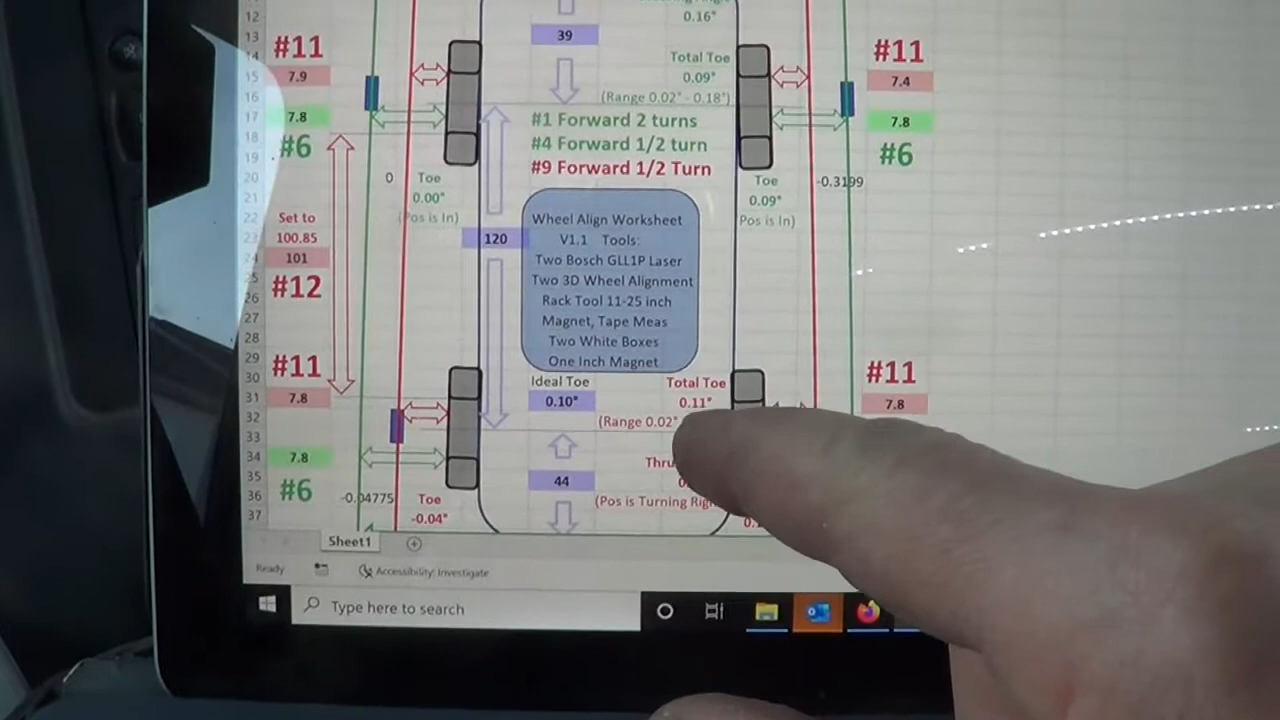 12
0.16°
13
39
#11
#11
14
Total Toe
15
7.9
0.09°
7.4
16
(Range 0.02° - 0.18°)
17
7.8
#1 Forward 2 turns
7.8
18
#6
#4 Forward 1/2 turn
#6
19
#9 Forward 1/2 Turn
20
0
Toe
Toe
-0.3199
21
0.00°
0.09°
22
Set to
(Pos is In)
Wheel Align Worksheet
Pos is In)
23
100.85
120
V1.1 Tools:
24
101
Two Bosch GLL1P Laser
25
#12
Two 3D Wheel Alignment
26
Rack Tool 11-25 inch
27
Magnet, Tape Meas
28
Two White Boxes
29
#11
One Inch Magnet
#11
30
Ideal Toe
Total Toe
31
7.8
0.10°
0.11°
7.8
32
(Range 0.02°
33
34
7.8
35
#6
44
36
-0.04775
Toe
(Pos is Turning
37
-0.04°
Sheet1
Ready
Accessibility: Investigate
Type here to search